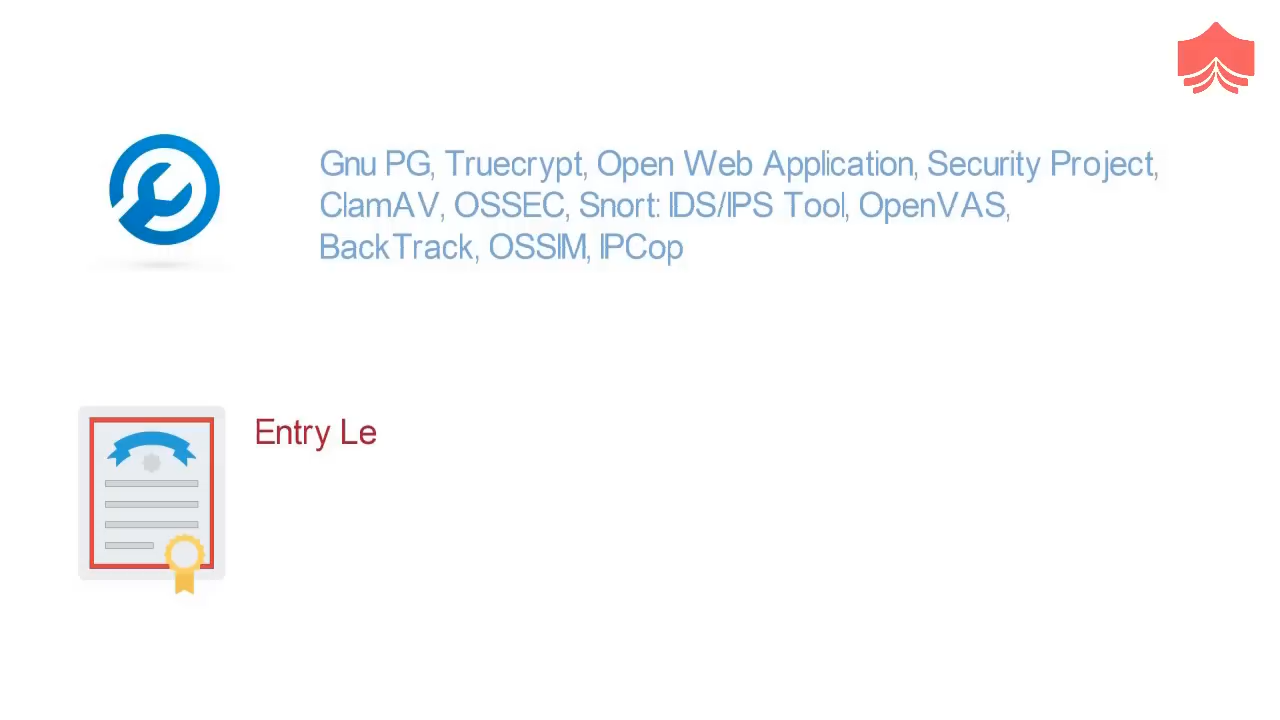 Gnu PG, Truecrypt, Open Web Application, Security Project,
ClamAV, OSSEC, Snort: IDS/IPS Tool, OpenVAS,
BackTrack, OSSIM, IPCop
Entry Le